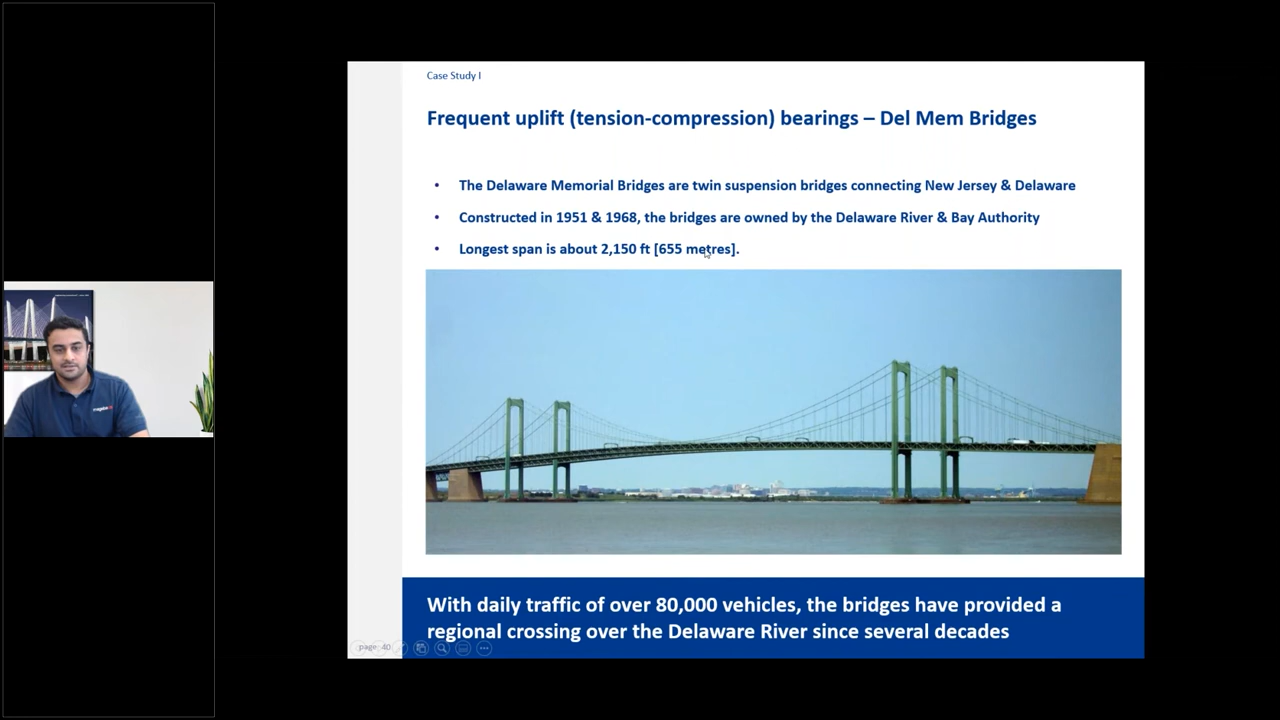 Case Study I
Frequent uplift (tension-compression) bearings – Del Mem Bridges
• The Delaware Memorial Bridges are twin suspension bridges connecting New Jersey & Delaware
• Constructed in 1951 & 1968, the bridges are owned by the Delaware River & Bay Authority
• Longest span is about 2,150 ft [655 metres].
With daily traffic of over 80,000 vehicles, the bridges have provided a
regional crossing over the Delaware River since several decades
page 40